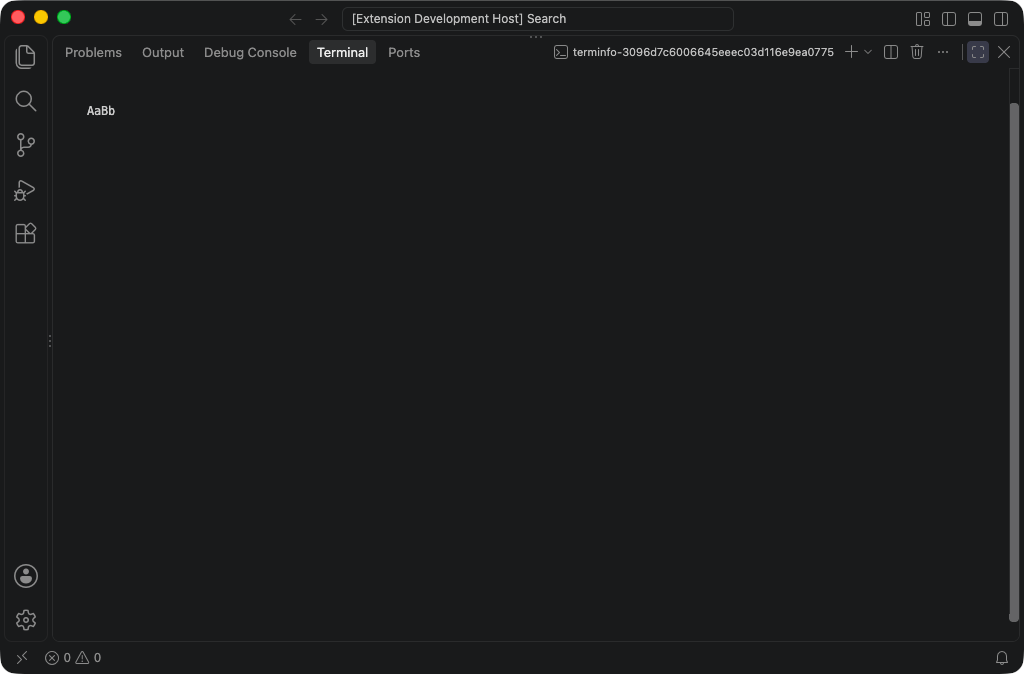 [Extension Development Host] Search
Problems Output Debug Console Terminal Ports terminfo-3096d7c6006645eeec03d116e9ea0775
AaBb
0 0